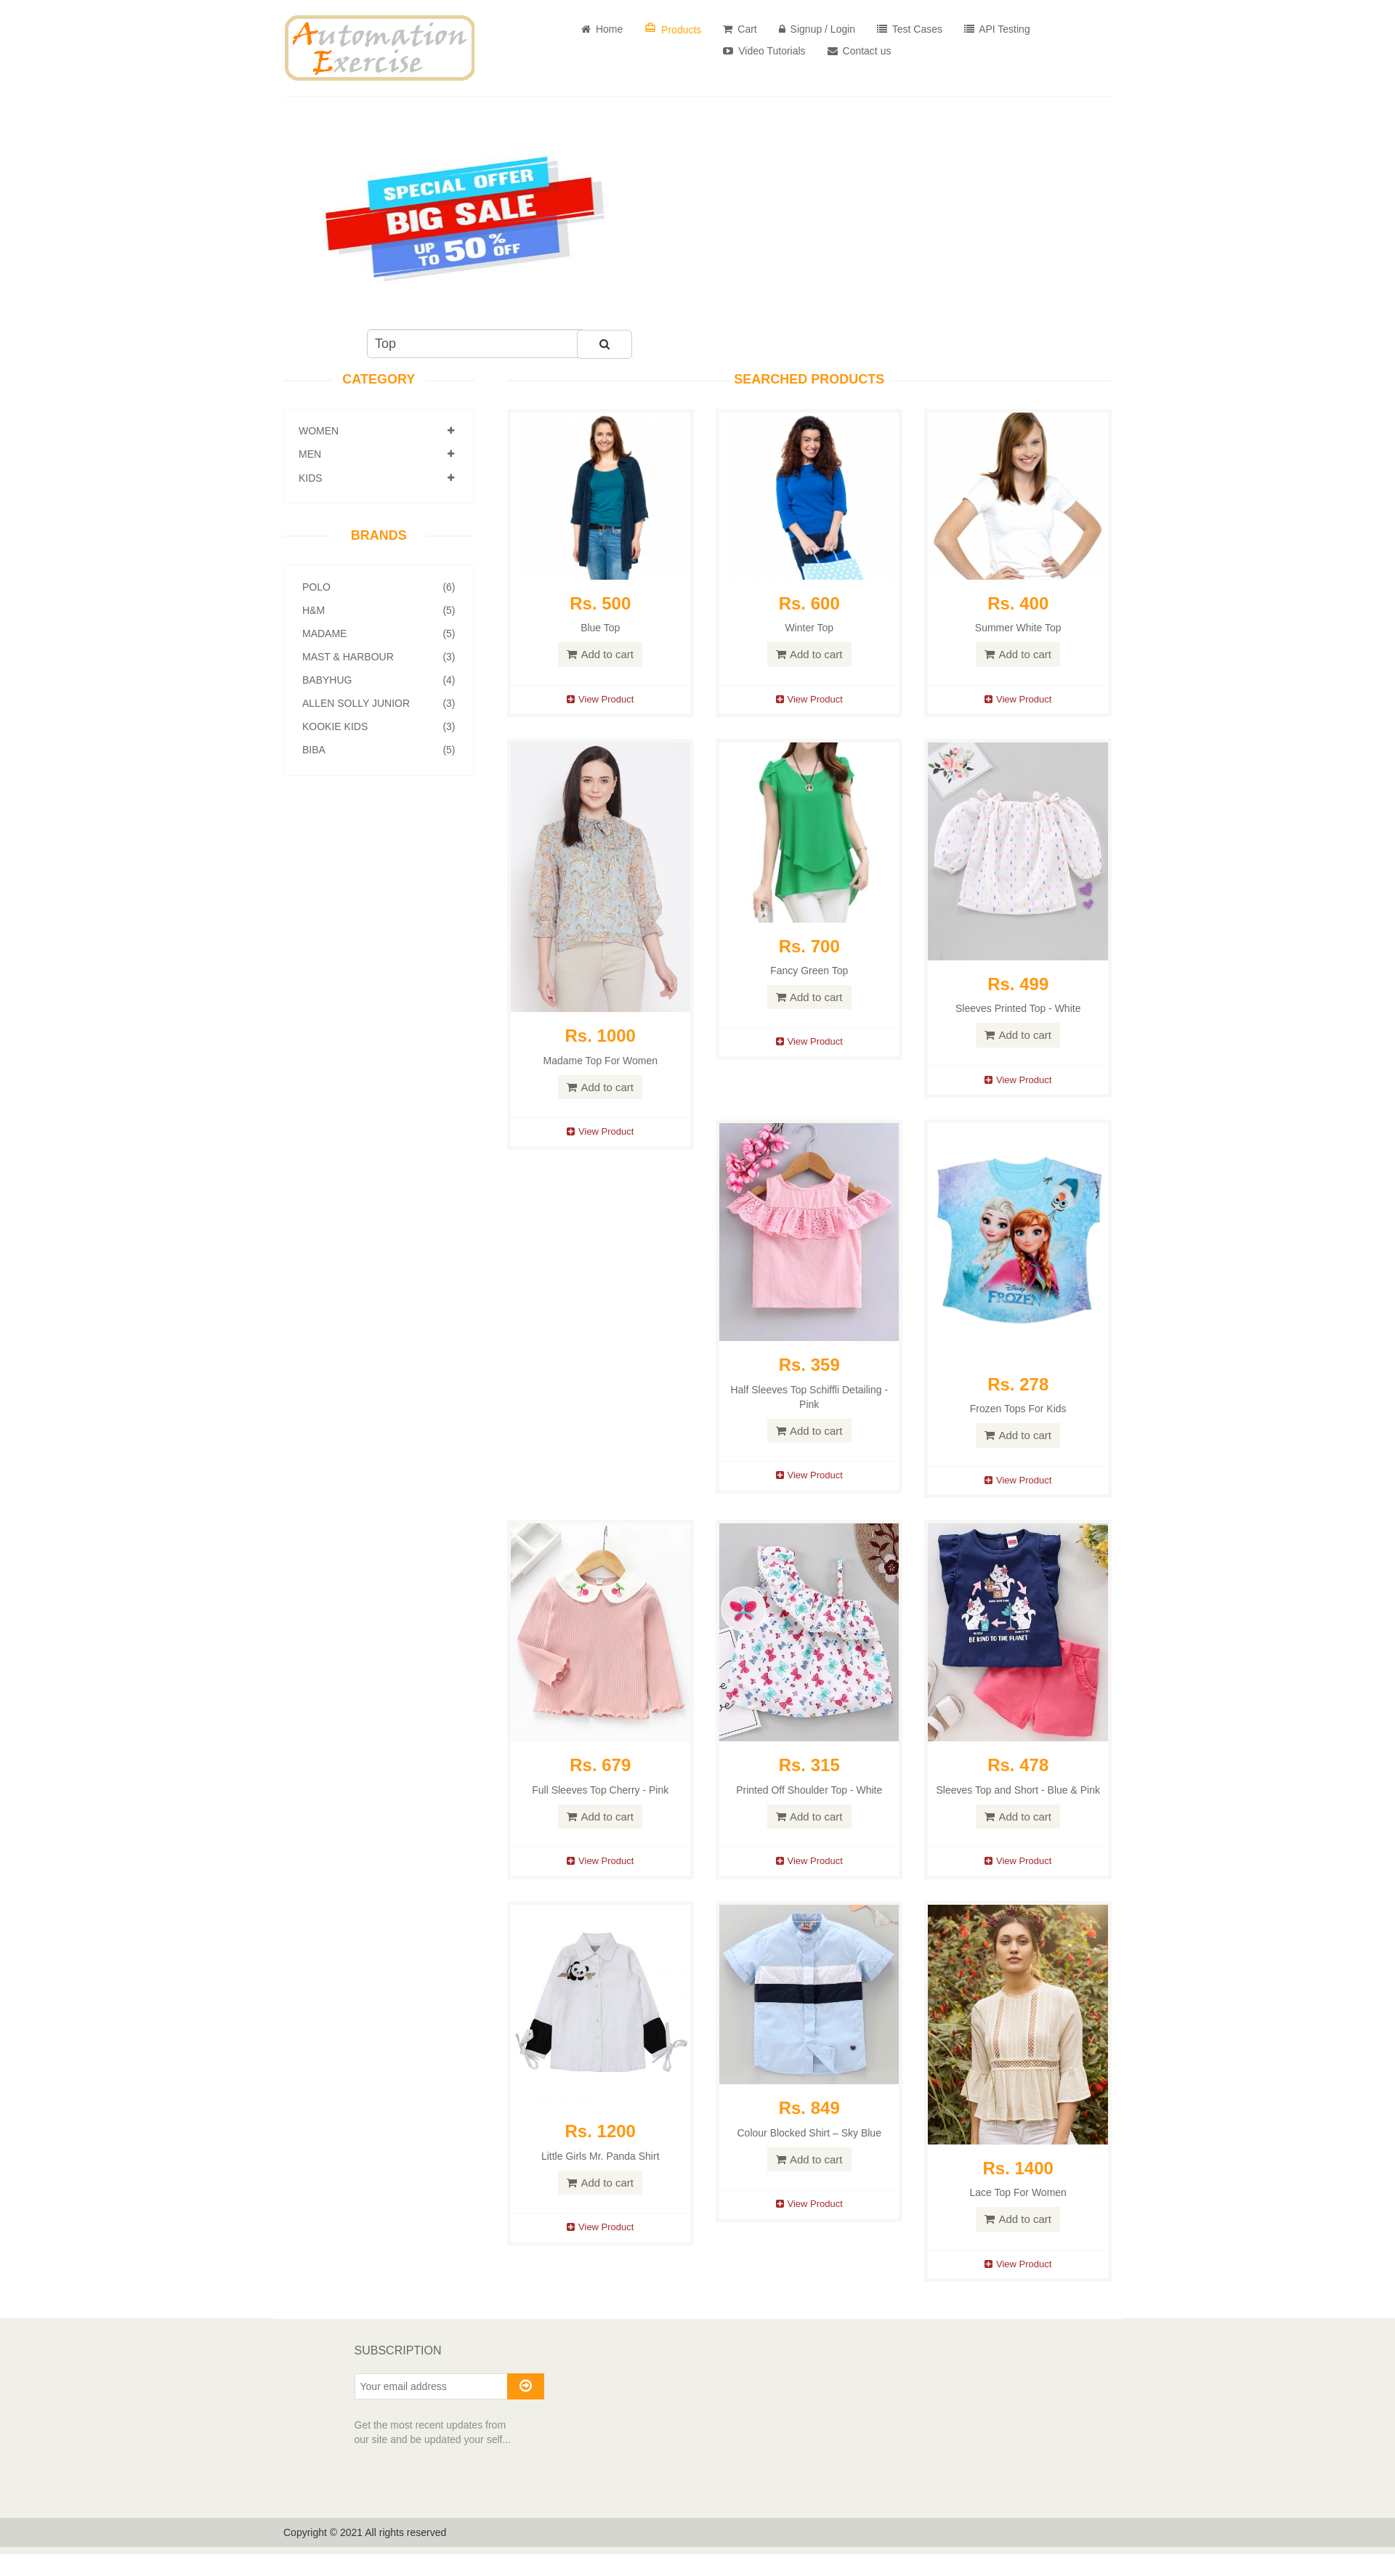 Automation
Exercise
Home
Products
Cart
Signup / Login
Test Cases
API Testing
Video Tutorials
Contact us
SPECIAL OFFER
BIG SALE
UP TO 50 % OFF
Top
CATEGORY
WOMEN
MEN
KIDS
BRANDS
POLO (6)
H&M (5)
MADAME (5)
MAST & HARBOUR (3)
BABYHUG (4)
ALLEN SOLLY JUNIOR (3)
KOOKIE KIDS (3)
BIBA (5)
SEARCHED PRODUCTS
Rs. 500
Blue Top
Add to cart
View Product
Rs. 600
Winter Top
Add to cart
View Product
Rs. 400
Summer White Top
Add to cart
View Product
Rs. 1000
Madame Top For Women
Add to cart
View Product
Rs. 700
Fancy Green Top
Add to cart
View Product
Rs. 499
Sleeves Printed Top - White
Add to cart
View Product
Rs. 359
Half Sleeves Top Schiffli Detailing -
Pink
Add to cart
View Product
Disney
FROZEN
Rs. 278
Frozen Tops For Kids
Add to cart
View Product
Rs. 679
Full Sleeves Top Cherry - Pink
Add to cart
View Product
Rs. 315
Printed Off Shoulder Top - White
Add to cart
View Product
BE KIND TO THE PLANET
Rs. 478
Sleeves Top and Short - Blue & Pink
Add to cart
View Product
Rs. 1200
Little Girls Mr. Panda Shirt
Add to cart
View Product
Rs. 849
Colour Blocked Shirt – Sky Blue
Add to cart
View Product
Rs. 1400
Lace Top For Women
Add to cart
View Product
SUBSCRIPTION
Your email address
Get the most recent updates from
our site and be updated your self...
Copyright © 2021 All rights reserved